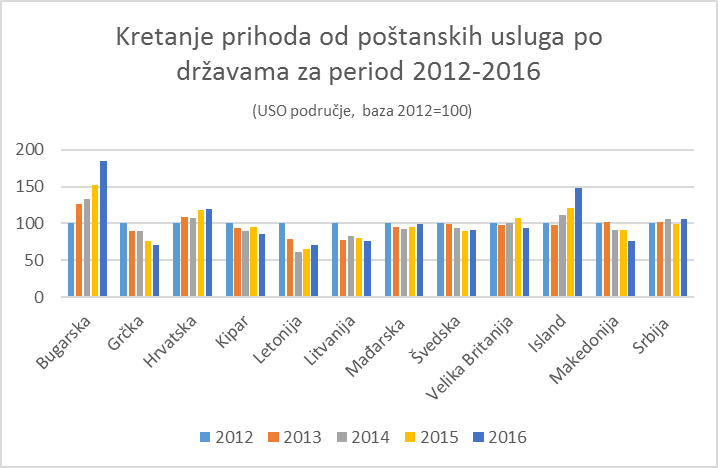 Kretanje prihoda od poštanskih usluga po
državama za period 2012-2016
(USO područje, baza 2012=100)
200
150
100
50
0
Bugarska
Grčka
Hrvatska
Kipar
Letonija
Litvanija
Mađarska
Švedska
Velika Britanija
Island
Makedonija
Srbija
2012 2013 2014 2015 2016